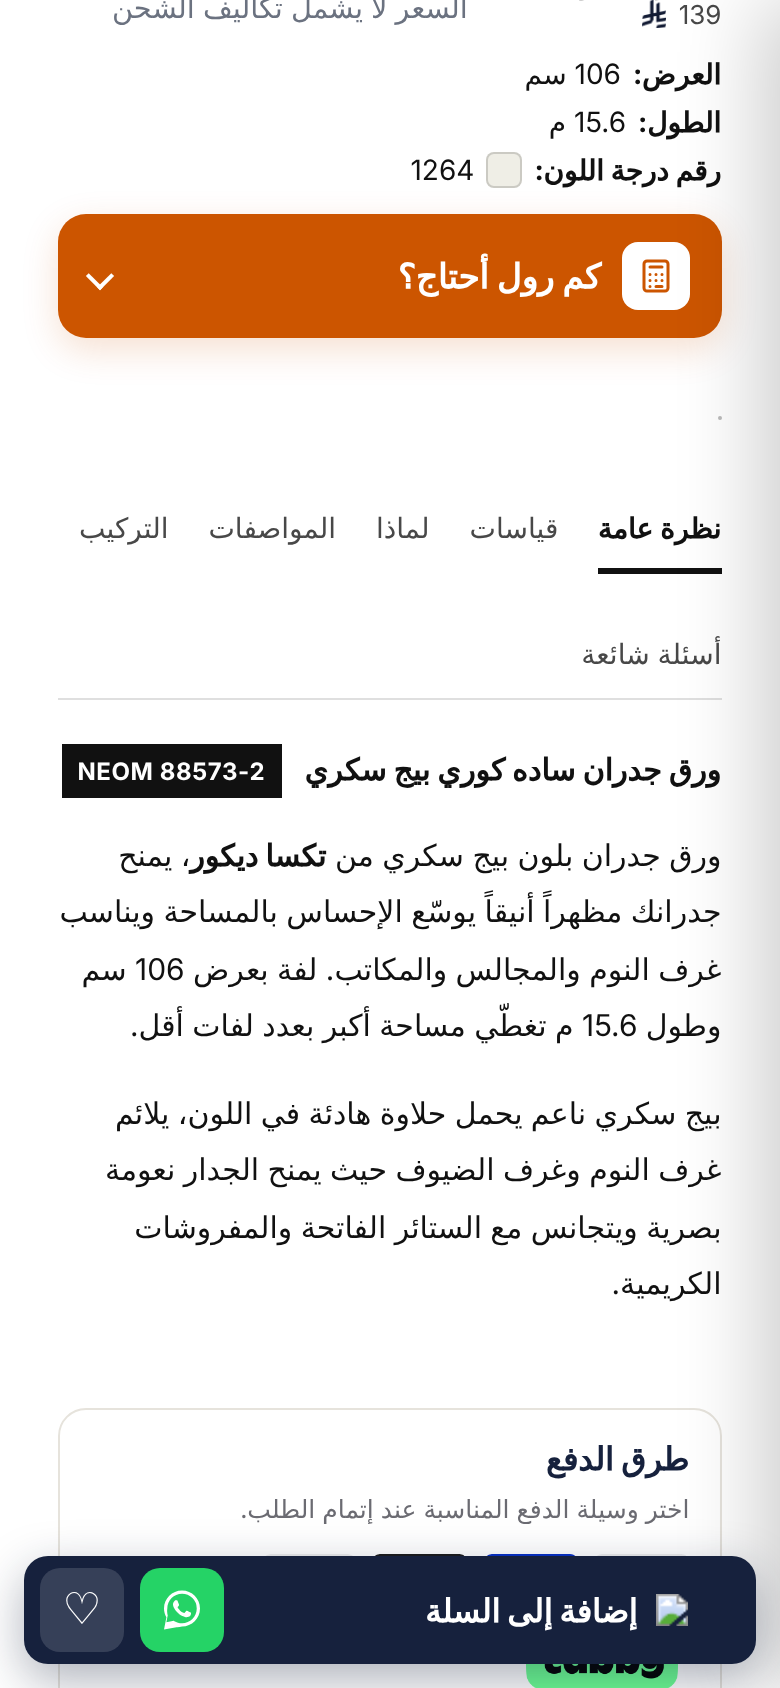 139 السعر لا يشمل تكاليف الشحن
العرض: 106 سم
الطول: 15.6 م
رقم درجة اللون: 1264
كم رول أحتاج؟
نظرة عامة قياسات لماذا المواصفات التركيب
أسئلة شائعة
ورق جدران ساده كوري بيج سكري NEOM 88573-2
ورق جدران بلون بيج سكري من تكسا ديكور، يمنح
جدرانك مظهراً أنيقاً يوسّع الإحساس بالمساحة ويناسب
غرف النوم والمجالس والمكاتب. لفة بعرض 106 سم
وطول 15.6 م تغطّي مساحة أكبر بعدد لفات أقل.
بيج سكري ناعم يحمل حلاوة هادئة في اللون، يلائم
غرف النوم وغرف الضيوف حيث يمنح الجدار نعومة
بصرية ويتجانس مع الستائر الفاتحة والمفروشات
الكريمية.
طرق الدفع
اختر وسيلة الدفع المناسبة عند إتمام الطلب.
إضافة إلى السلة